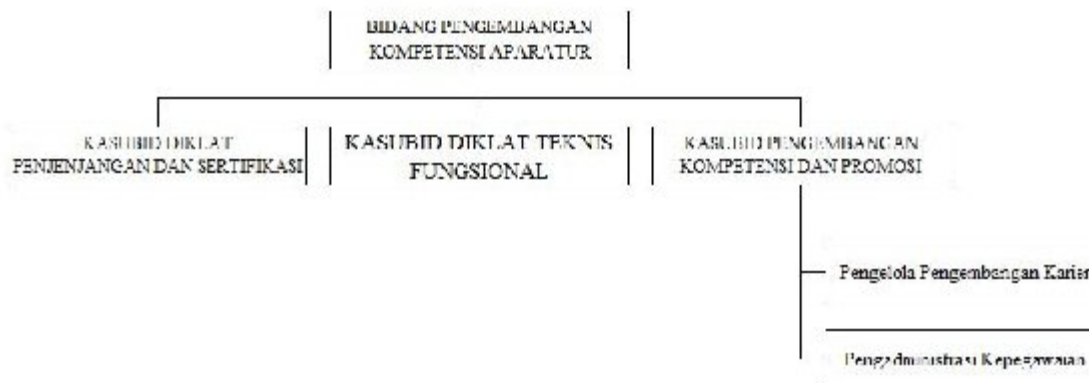 BIDANG PENGEMBANGAN
KOMPETENSI APARATUR
KASUBID DIKLAT
PENJENJANGAN DAN SERTIFIKASI
KASUBID DIKLAT TEKNIS
FUNGSIONAL
KASUBID PENGEMBANGAN
KOMPETENSI DAN PROMOSI
Pengelola Pengembangan Karier
Pengadministrasi Kepegawaian